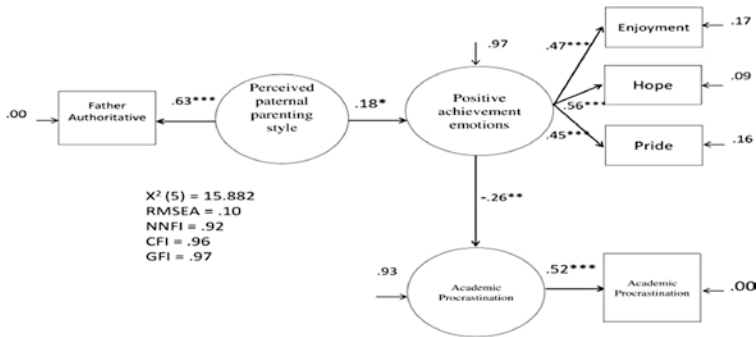 Enjoyment
.17
.97
.47***
Perceived
paternal
parenting
style
Father
Authoritative
.63***
.18*
Positive
achievement
emotions
Hope
.09
.56***
.00
.45***
Pride
.16
X² (5) = 15.882
RMSEA = .10
NNFI = .92
CFI = .96
GFI = .97
-.26**
.93
Academic
Procrastination
.52***
Academic
Procrastination
.00